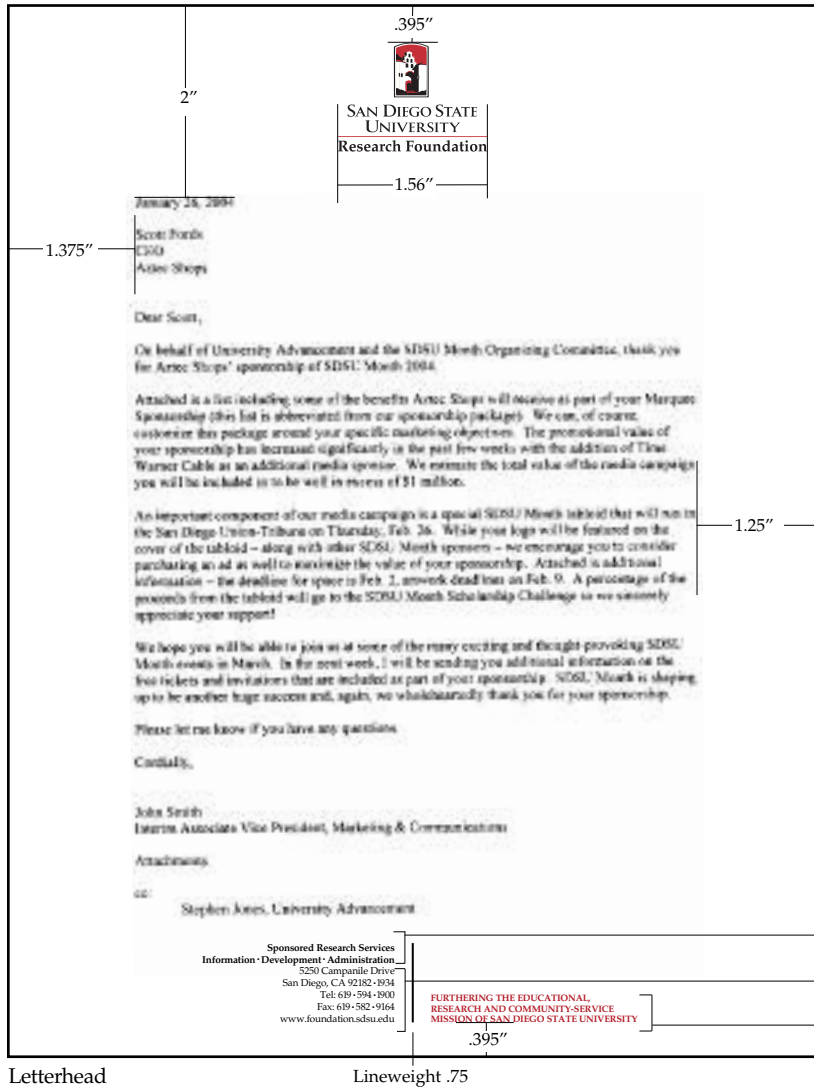 .395″
2″
SAN DIEGO STATE
UNIVERSITY
Research Foundation
1.56″
January 26, 2004
1.375″
Scott
CEO
Aztec Shops
Dear Scott,
On behalf of University Advancement and the SDSU Month Organizing Committee, thank you
for Aztec Shops' sponsorship of SDSU Month 2004.
Attached is a list including some of the benefits Aztec Shops will receive as part of your Marquee
Sponsorship (this list is abbreviated from our sponsorship package). We can, of course,
customize this package around your specific marketing objectives. The promotional value of
your sponsorship has increased significantly in the past few weeks with the addition of Time
Warner Cable as an additional media sponsor. We estimate the total value of the media campaign
you will be included in to be well in excess of $1 million.
An important component of our media campaign is a special SDSU Month tabloid that will run in
the San Diego Union-Tribune on Thursday, Feb. 26. While your logo will be featured on the
1.25″
cover of the tabloid – along with other SDSU Month sponsors – we encourage you to consider
purchasing an ad as well to maximize the value of your sponsorship. Attached is additional
information – the deadline for space is Feb. 2, artwork deadlines on Feb. 9. A percentage of the
proceeds from the tabloid will go to the SDSU Month Scholarship Challenge so we sincerely
appreciate your support!
We hope you will be able to join us at some of the many exciting and thought-provoking SDSU
Month events in March. In the next week, I will be sending you additional information on the
free tickets and invitations that are included as part of your sponsorship. SDSU Month is shaping
up to be another huge success and, again, we wholeheartedly thank you for your sponsorship.
Please let me know if you have any questions.
Cordially,
John Smith
Interim Associate Vice President, Marketing & Communications
Attachments
cc:
Stephen Jones, University Advancement
Sponsored Research Services
Information · Development · Administration
5250 Campanile Drive
San Diego, CA 92182 · 1934
Tel: 619 · 594 · 1900
Fax: 619 · 582 · 9164
www.foundation.sdsu.edu
FURTHERING THE EDUCATIONAL,
RESEARCH AND COMMUNITY-SERVICE
MISSION OF SAN DIEGO STATE UNIVERSITY
.395″
Letterhead
Lineweight .75